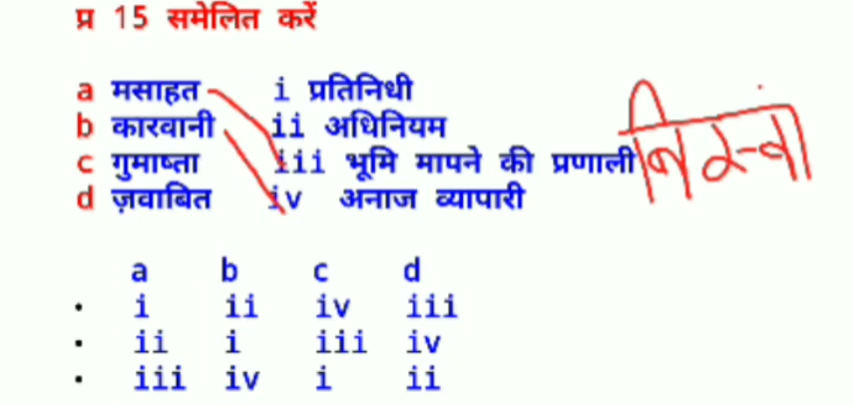 प्र 15 समेलित करें
a मसाहत i प्रतिनिधी
b कारवानी ii अधिनियम
c गुमाष्ता iii भूमि मापने की प्रणाली
d ज़वाबित iv अनाज व्यापारी
a b c d
• i ii iv iii
• ii i iii iv
• iii iv i ii